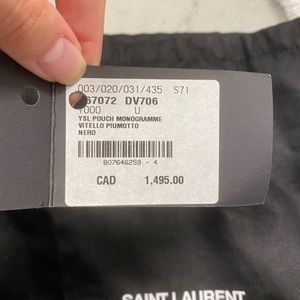 003/020/031/435 S7I
67072 DV706
1000 U
YSL POUCH MONOGRAMME
VITELLO PIUMOTTO
NERO
807646259 - 4
CAD 1,495.00
SAINT LAURENT